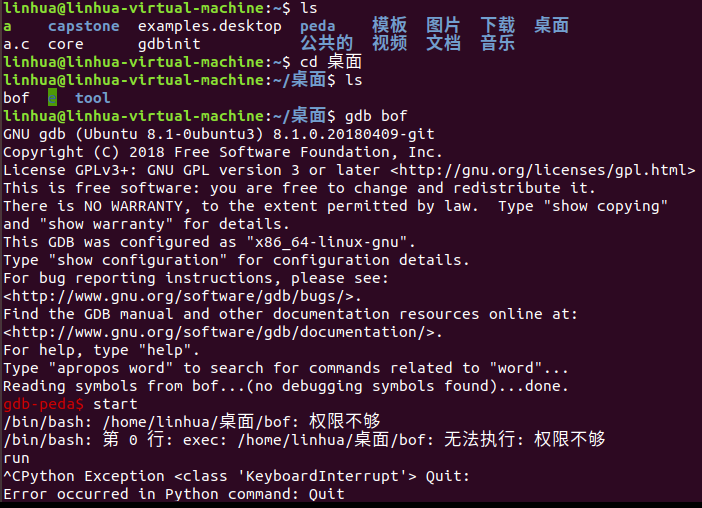 linhua@linhua-virtual-machine:~$ ls
a    capstone  examples.desktop  peda    模板  图片  下载  桌面
a.c  core      gdbinit           公共的  视频  文档  音乐
linhua@linhua-virtual-machine:~$ cd 桌面
linhua@linhua-virtual-machine:~/桌面$ ls
bof  tool
linhua@linhua-virtual-machine:~/桌面$ gdb bof
GNU gdb (Ubuntu 8.1-0ubuntu3) 8.1.0.20180409-git
Copyright (C) 2018 Free Software Foundation, Inc.
License GPLv3+: GNU GPL version 3 or later <http://gnu.org/licenses/gpl.html>
This is free software: you are free to change and redistribute it.
There is NO WARRANTY, to the extent permitted by law.  Type "show copying"
and "show warranty" for details.
This GDB was configured as "x86_64-linux-gnu".
Type "show configuration" for configuration details.
For bug reporting instructions, please see:
<http://www.gnu.org/software/gdb/bugs/>.
Find the GDB manual and other documentation resources online at:
<http://www.gnu.org/software/gdb/documentation/>.
For help, type "help".
Type "apropos word" to search for commands related to "word"...
Reading symbols from bof...(no debugging symbols found)...done.
gdb-peda$ start
/bin/bash: /home/linhua/桌面/bof: 权限不够
/bin/bash: 第 0 行: exec: /home/linhua/桌面/bof: 无法执行: 权限不够
run
^CPython Exception <class 'KeyboardInterrupt'> Quit:
Error occurred in Python command: Quit